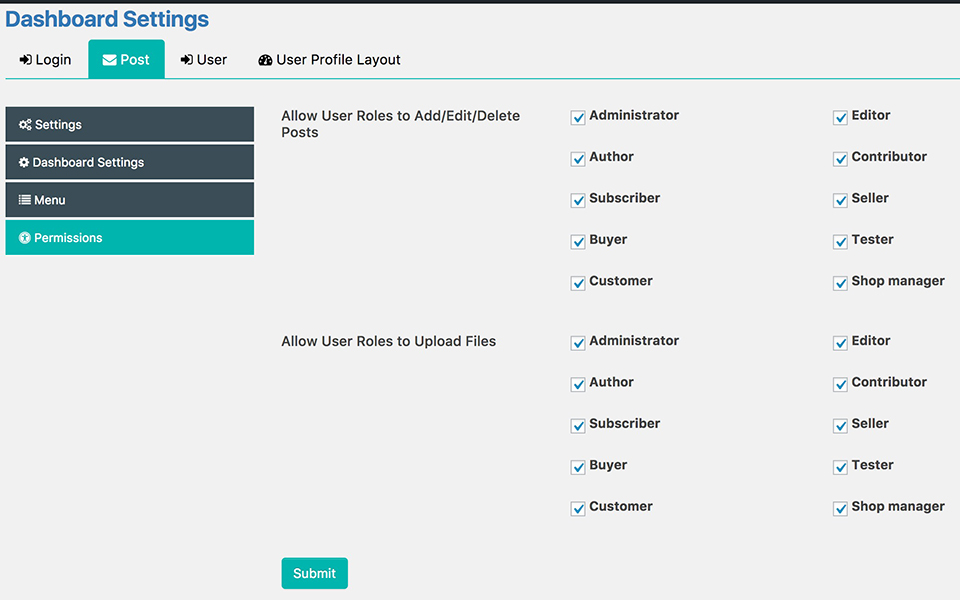 Dashboard Settings
Login Post User User Profile Layout
Settings
Dashboard Settings
Menu
Permissions
Allow User Roles to Add/Edit/Delete
Posts
Administrator Editor
Author Contributor
Subscriber Seller
Buyer Tester
Customer Shop manager
Allow User Roles to Upload Files
Administrator Editor
Author Contributor
Subscriber Seller
Buyer Tester
Customer Shop manager
Submit